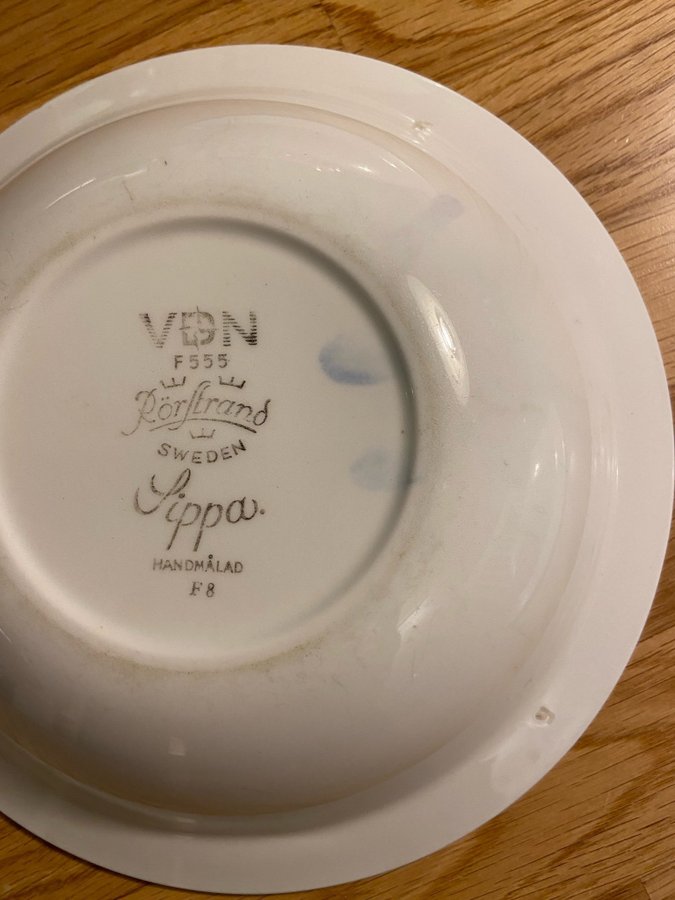 VDN
F555
Rörstrand
SWEDEN
Sippa.
HANDMÅLAD
F8